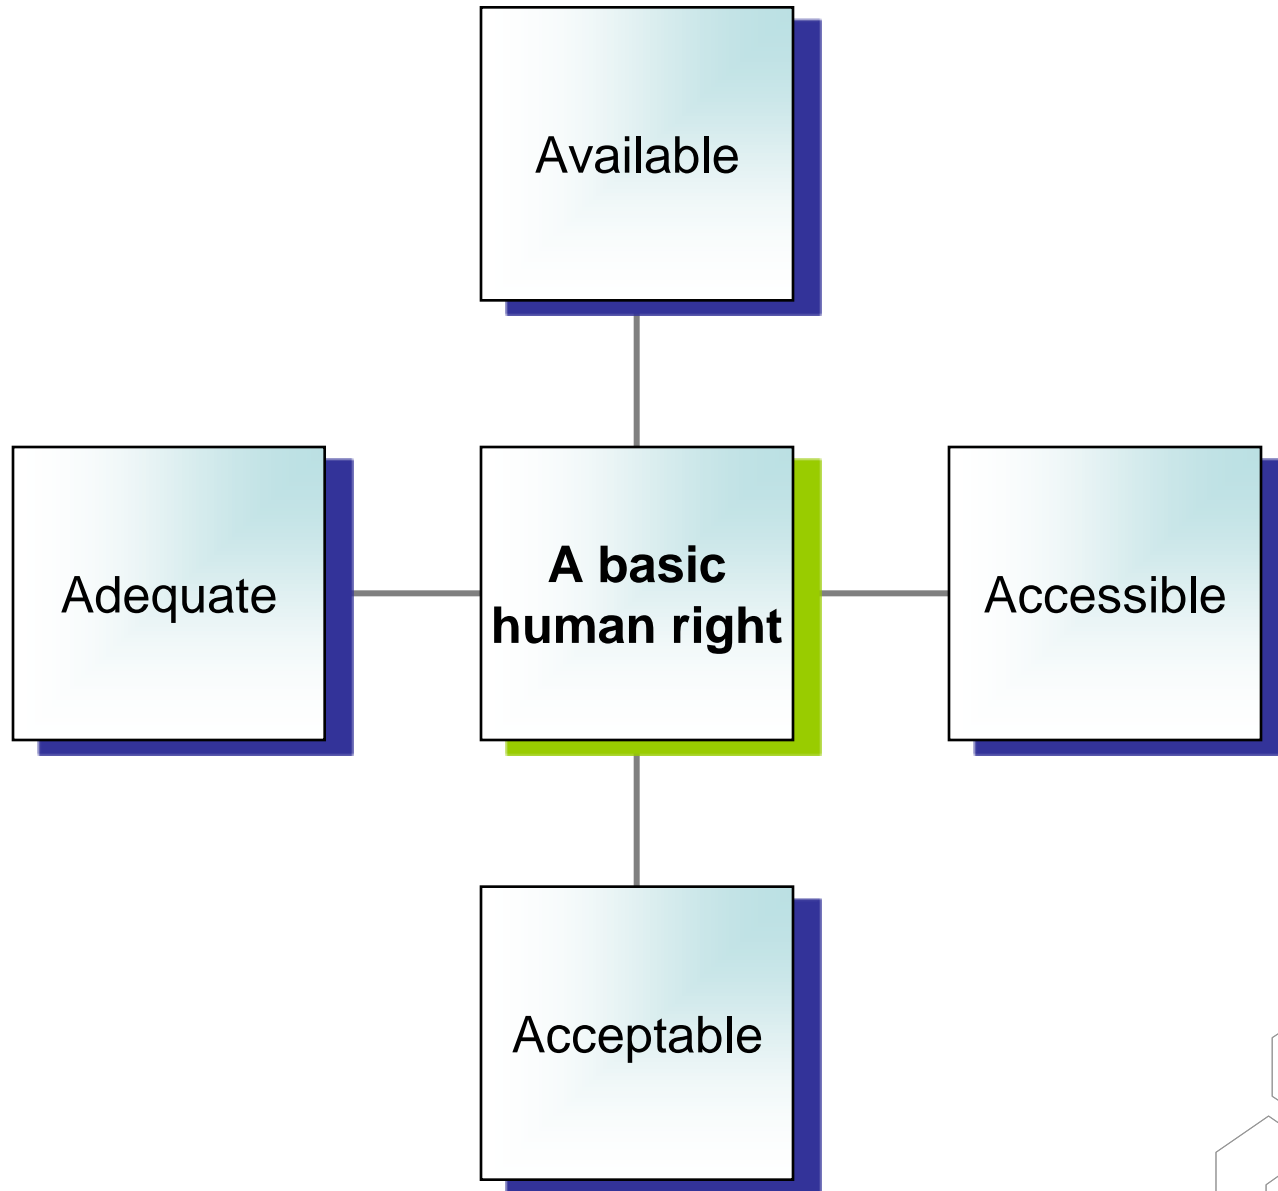 Available
Adequate
A basic
human right
Accessible
Acceptable